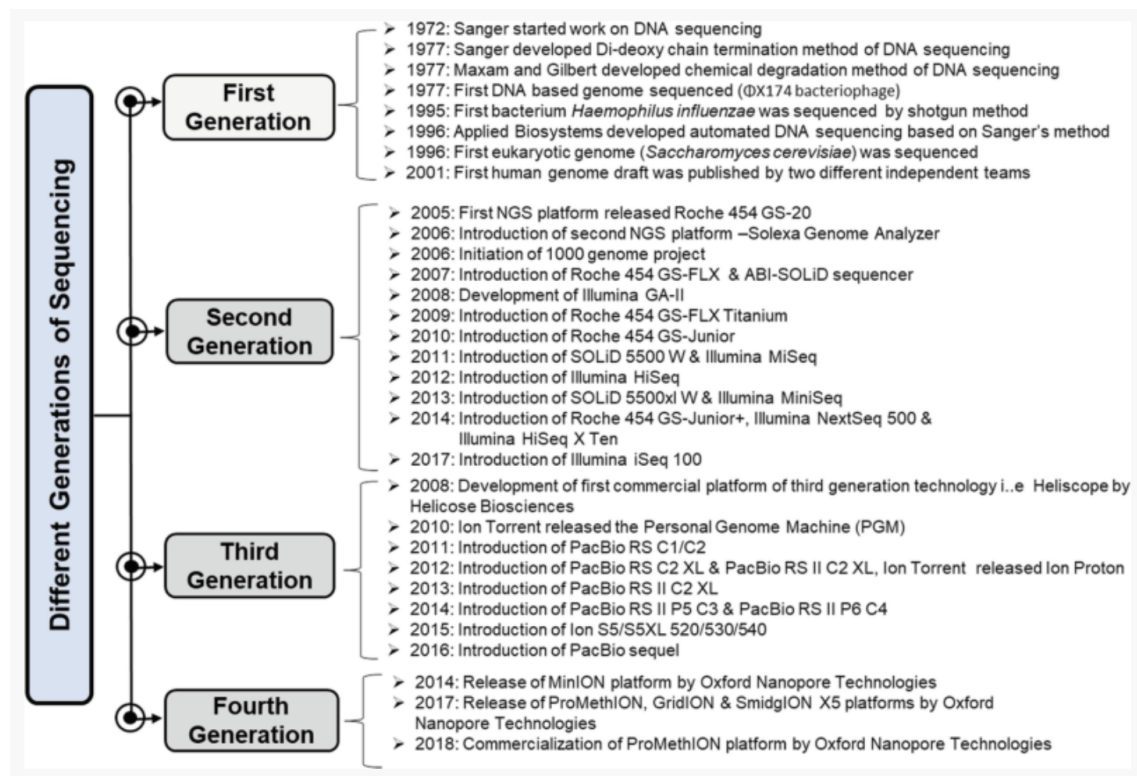 Different Generations of Sequencing
First
Generation
➢ 1972: Sanger started work on DNA sequencing
➢ 1977: Sanger developed Di-deoxy chain termination method of DNA sequencing
➢ 1977: Maxam and Gilbert developed chemical degradation method of DNA sequencing
➢ 1977: First DNA based genome sequenced (ΦX174 bacteriophage)
➢ 1995: First bacterium Haemophilus influenzae was sequenced by shotgun method
➢ 1996: Applied Biosystems developed automated DNA sequencing based on Sanger's method
➢ 1996: First eukaryotic genome (Saccharomyces cerevisiae) was sequenced
➢ 2001: First human genome draft was published by two different independent teams
Second
Generation
➢ 2005: First NGS platform released Roche 454 GS-20
➢ 2006: Introduction of second NGS platform –Solexa Genome Analyzer
➢ 2006: Initiation of 1000 genome project
➢ 2007: Introduction of Roche 454 GS-FLX & ABI-SOLiD sequencer
➢ 2008: Development of Illumina GA-II
➢ 2009: Introduction of Roche 454 GS-FLX Titanium
➢ 2010: Introduction of Roche 454 GS-Junior
➢ 2011: Introduction of SOLiD 5500 W & Illumina MiSeq
➢ 2012: Introduction of Illumina HiSeq
➢ 2013: Introduction of SOLiD 5500xl W & Illumina MiniSeq
➢ 2014: Introduction of Roche 454 GS-Junior+, Illumina NextSeq 500 &
Illumina HiSeq X Ten
➢ 2017: Introduction of Illumina iSeq 100
Third
Generation
➢ 2008: Development of first commercial platform of third generation technology i..e Heliscope by
Helicose Biosciences
➢ 2010: Ion Torrent released the Personal Genome Machine (PGM)
➢ 2011: Introduction of PacBio RS C1/C2
➢ 2012: Introduction of PacBio RS C2 XL & PacBio RS II C2 XL, Ion Torrent released Ion Proton
➢ 2013: Introduction of PacBio RS II C2 XL
➢ 2014: Introduction of PacBio RS II P5 C3 & PacBio RS II P6 C4
➢ 2015: Introduction of Ion S5/S5XL 520/530/540
➢ 2016: Introduction of PacBio sequel
Fourth
Generation
➢ 2014: Release of MinION platform by Oxford Nanopore Technologies
➢ 2017: Release of ProMethION, GridION & SmidgION X5 platforms by Oxford
Nanopore Technologies
➢ 2018: Commercialization of ProMethION platform by Oxford Nanopore Technologies